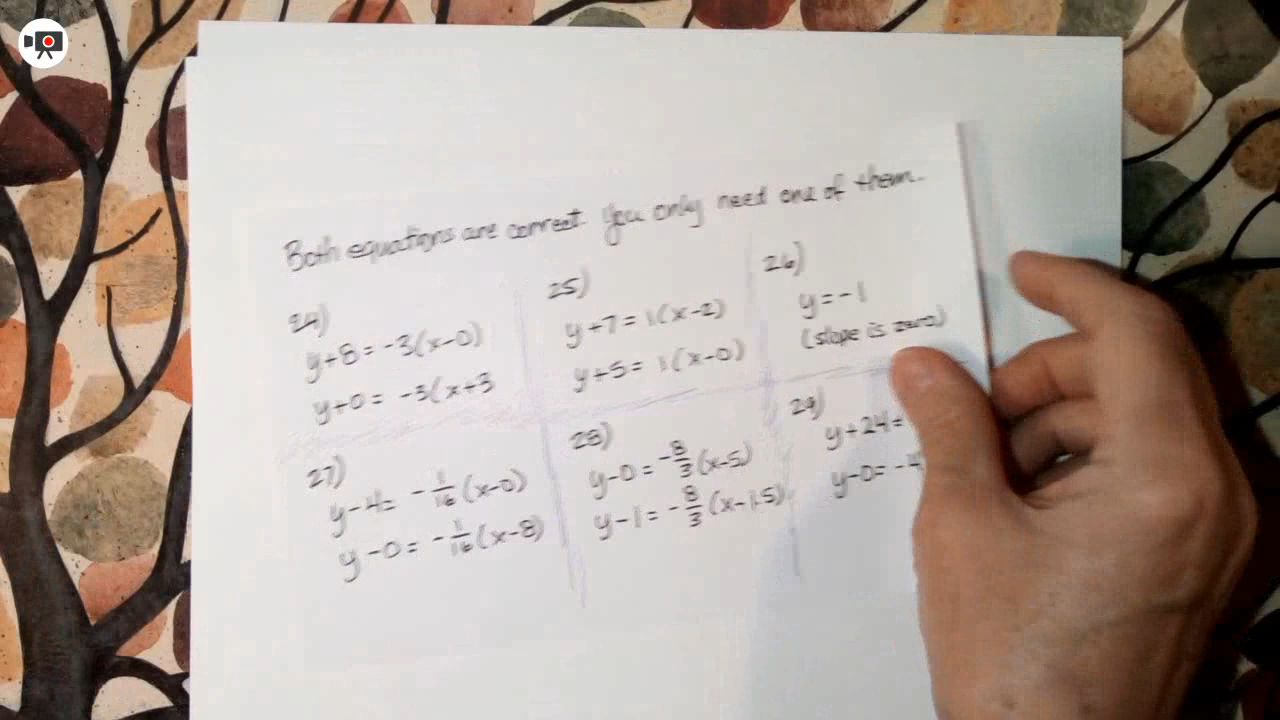 Both equations are correct. You only need one of them.
24)
y+8 = -3(x-0)
y+0 = -3(x+3
25)
y+7 = 1(x-2)
y+5 = 1(x-0)
26)
y = -1
(slope is zero)
27)
y-4 = -1/16(x-0)
y-0 = -1/16(x-8)
28)
y-0 = -8/3(x-5)
y-1 = -8/3(x-1.5)
29)
y+24 =
y-0 = -4